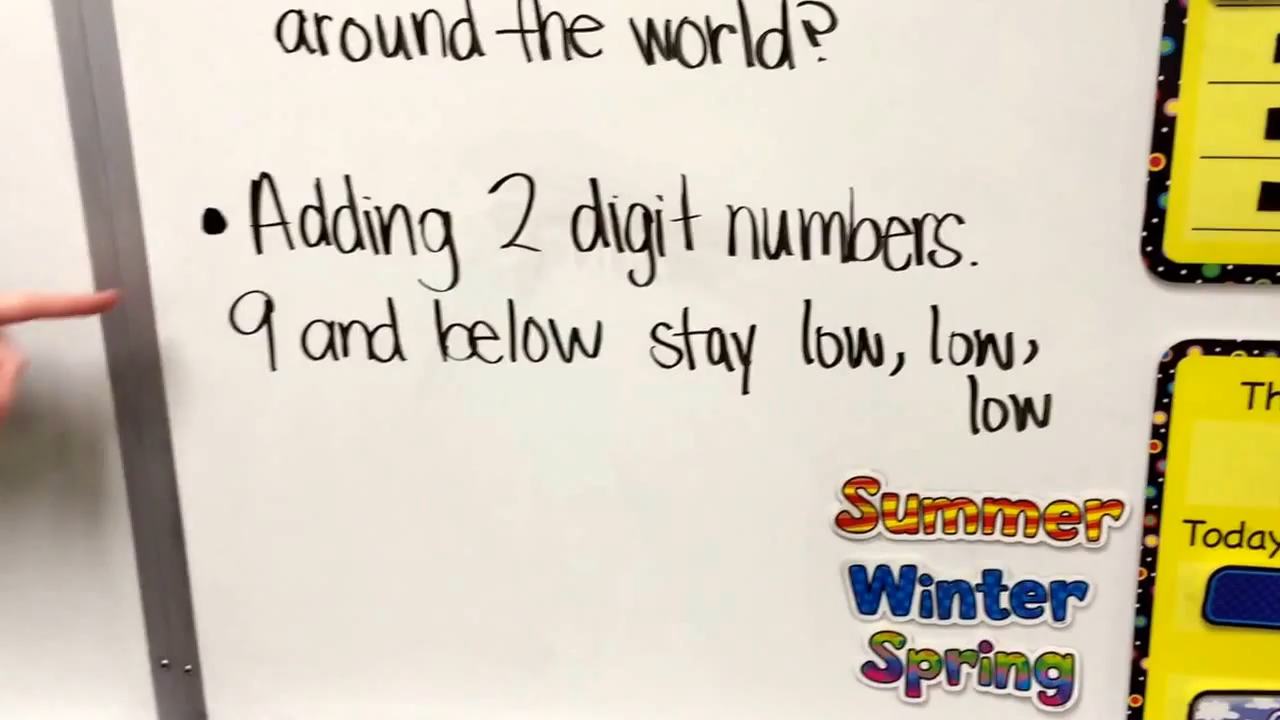 around the world?
• Adding 2 digit numbers.
9 and below stay low, low,
low
Summer
Winter
Spring
Th
Today